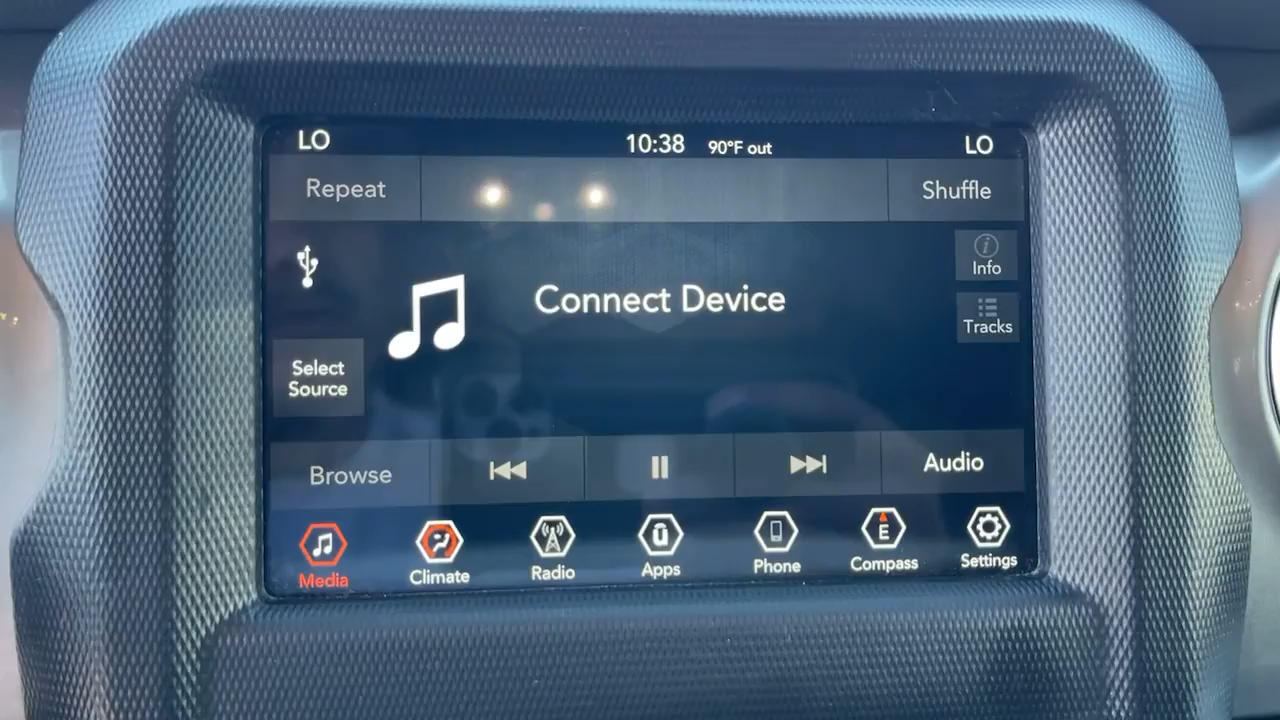 LO 10:38 90°F out LO
Repeat Shuffle
Info
Connect Device
Tracks
Select
Source
Browse Audio
Media Climate Radio Apps Phone E Compass Settings